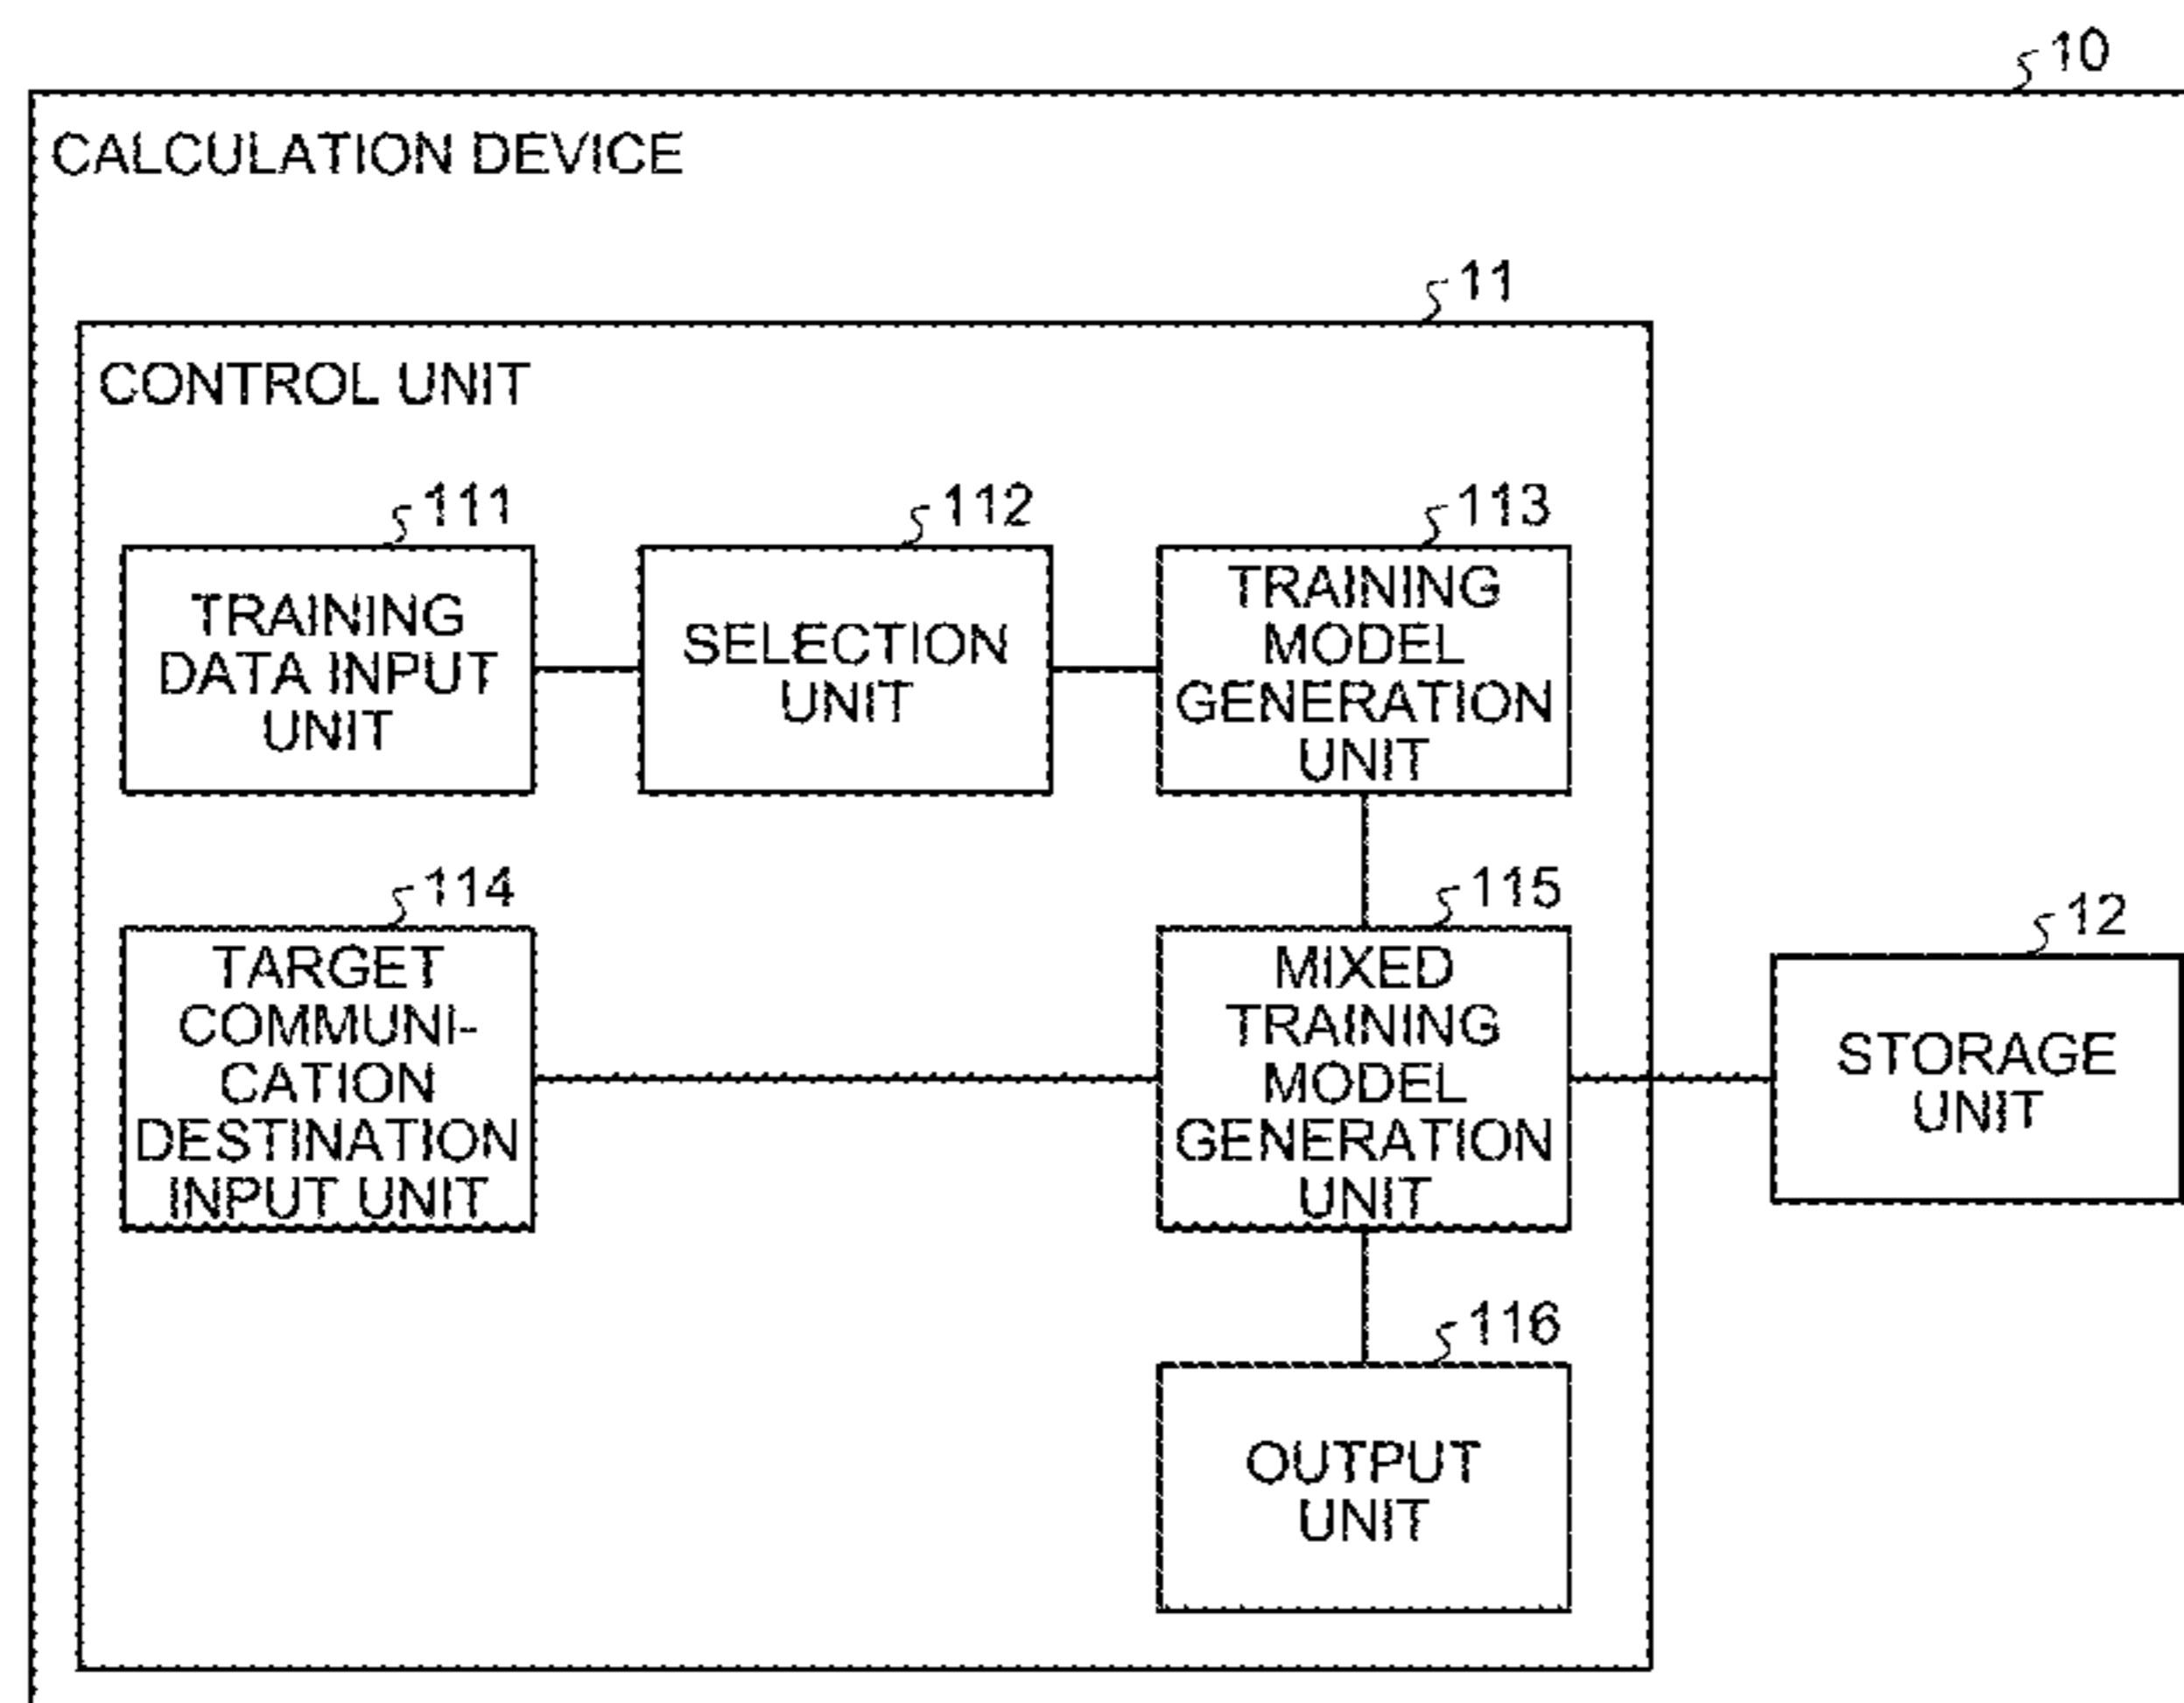 10
CALCULATION DEVICE
11
CONTROL UNIT
111
112
113
TRAINING
DATA INPUT
UNIT
SELECTION
UNIT
TRAINING
MODEL
GENERATION
UNIT
114
115
12
TARGET
COMMUNI-
CATION
DESTINATION
INPUT UNIT
MIXED
TRAINING
MODEL
GENERATION
UNIT
STORAGE
UNIT
116
OUTPUT
UNIT